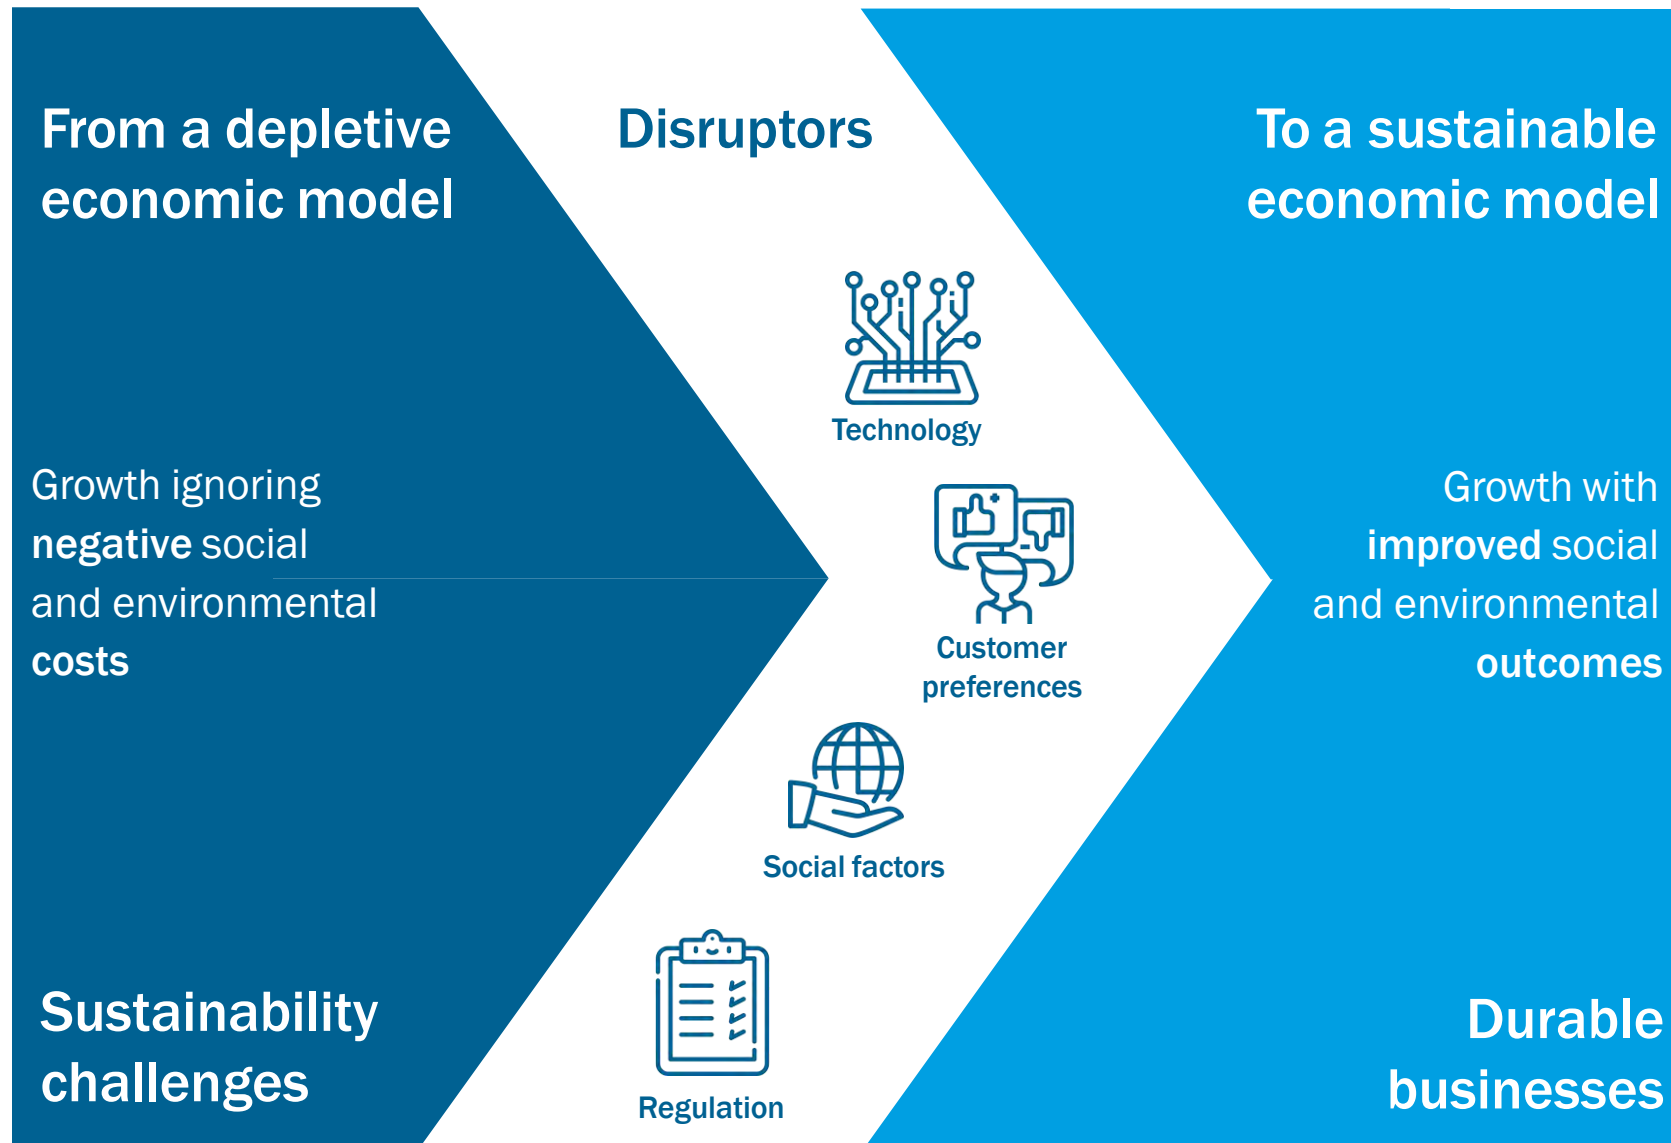 From a depletive
economic model
Growth ignoring
negative social
and environmental
costs
Sustainability
challenges
Disruptors
Technology
Customer
preferences
Social factors
Regulation
To a sustainable
economic model
Growth with
improved social
and environmental
outcomes
Durable
businesses